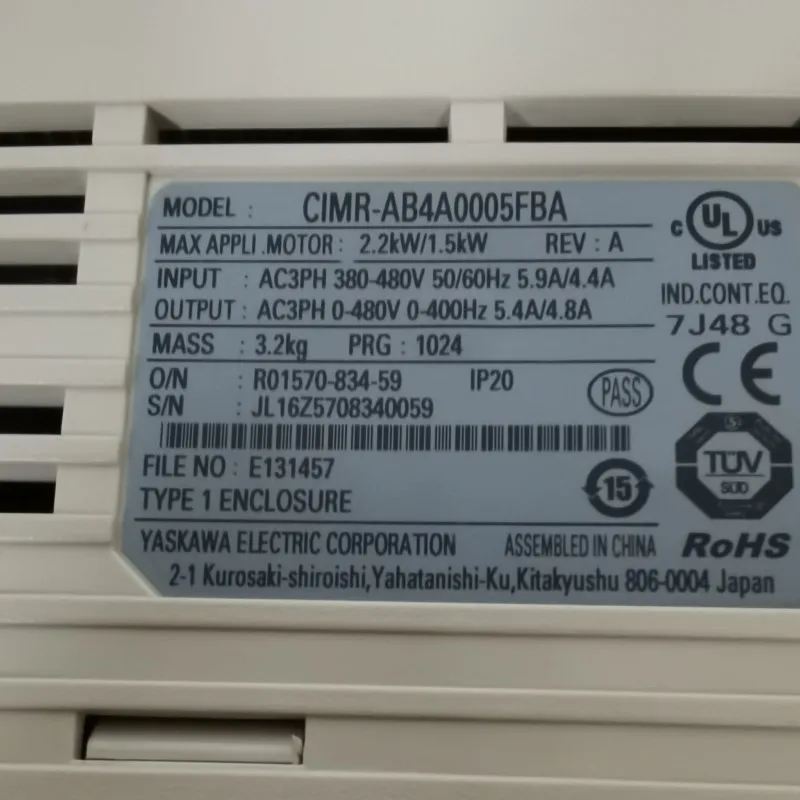 MODEL : CIMR-AB4A0005FBA
MAX APPLI .MOTOR : 2.2kW/1.5kW REV : A
INPUT : AC3PH 380-480V 50/60Hz 5.9A/4.4A
OUTPUT : AC3PH 0-480V 0-400Hz 5.4A/4.8A
MASS : 3.2kg PRG : 1024
O/N : R01570-834-59 IP20
S/N : JL16Z5708340059
PASS
FILE NO : E131457
TYPE 1 ENCLOSURE
15
YASKAWA ELECTRIC CORPORATION ASSEMBLED IN CHINA
2-1 Kurosaki-shiroishi,Yahatanishi-Ku,Kitakyushu 806-0004 Japan
C UL US
LISTED
IND.CONT.EQ.
7J48 G
CE
TÜV
SÜD
RoHS